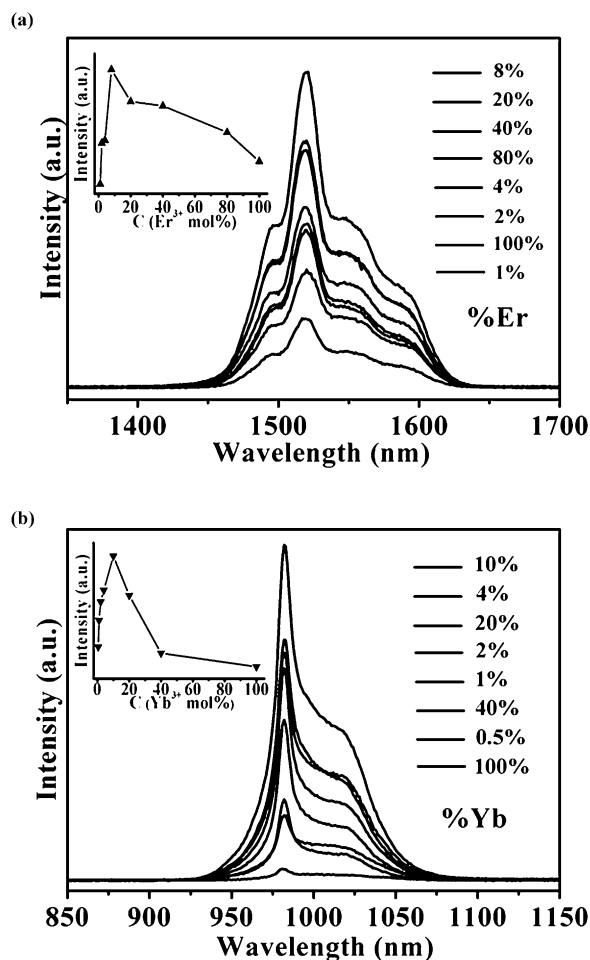 (a)
Intensity (a.u.)
0 20 40 60 80 100
C (Er³⁺ mol%)
8%
20%
40%
80%
4%
2%
100%
1%
%Er
Intensity (a.u.)
1400 1500 1600 1700
Wavelength (nm)
(b)
Intensity (a.u.)
0 20 40 60 80 100
C (Yb³⁺ mol%)
10%
4%
20%
2%
1%
40%
0.5%
100%
%Yb
Intensity (a.u.)
850 900 950 1000 1050 1100 1150
Wavelength (nm)